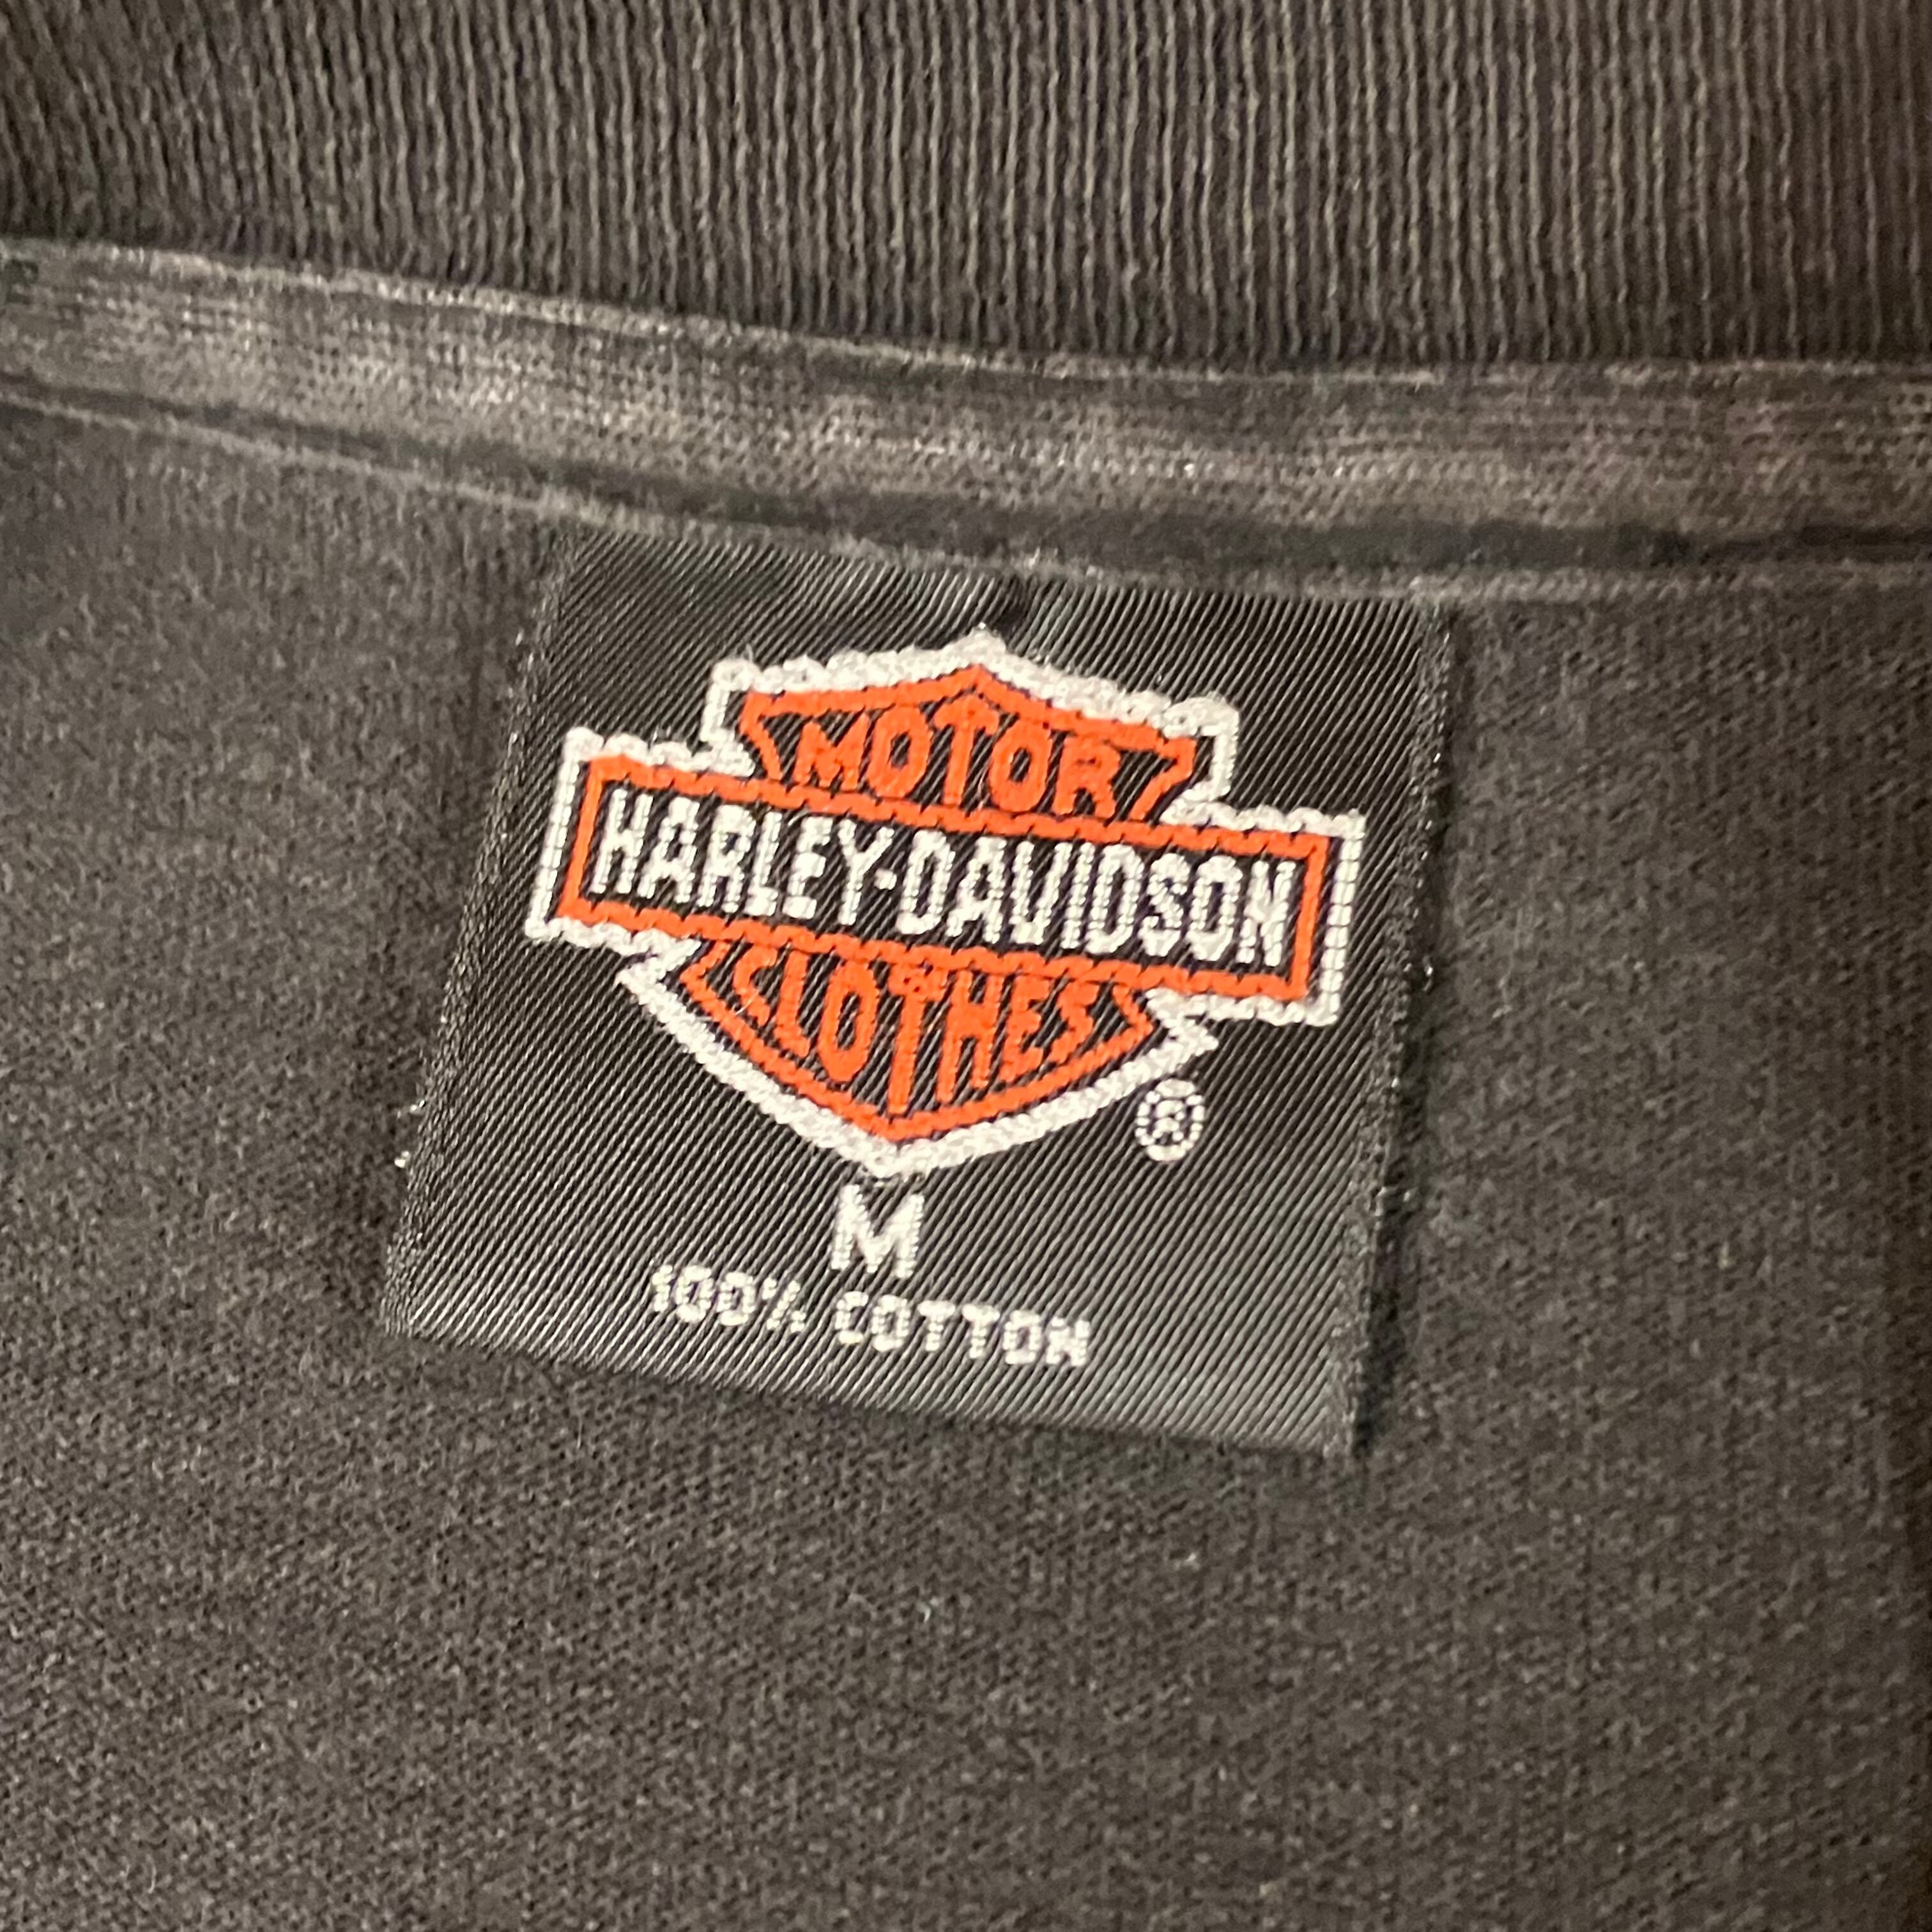 MOTOR
HARLEY-DAVIDSON
CLOTHES
®
M
100% COTTON